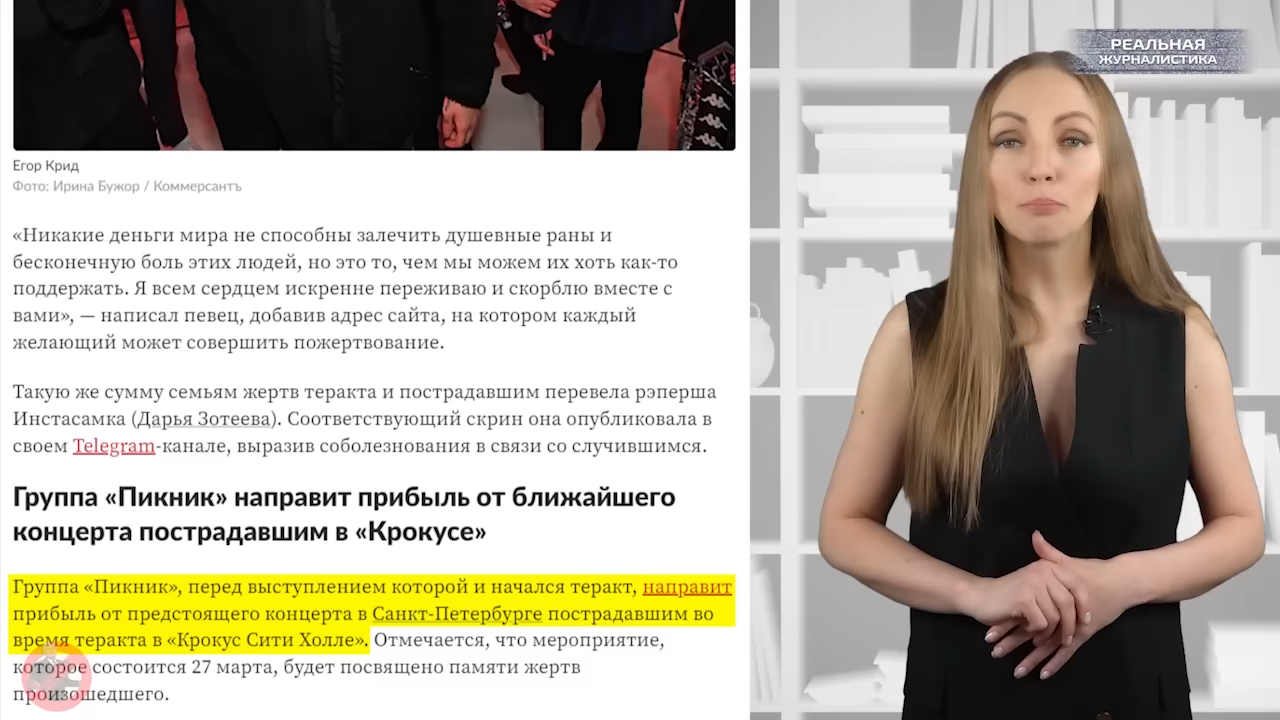 РЕАЛЬНАЯ
ЖУРНАЛИСТИКА
Егор Крид
Фото: Ирина Бужор / Коммерсантъ
«Никакие деньги мира не способны залечить душевные раны и
бесконечную боль этих людей, но это то, чем мы можем их хоть как-то
поддержать. Я всем сердцем искренне переживаю и скорблю вместе с
вами», — написал певец, добавив адрес сайта, на котором каждый
желающий может совершить пожертвование.
Такую же сумму семьям жертв теракта и пострадавшим перевела рэперша
Инстасамка (Дарья Зотеева). Соответствующий скрин она опубликовала в
своем Telegram-канале, выразив соболезнования в связи со случившимся.
Группа «Пикник» направит прибыль от ближайшего
концерта пострадавшим в «Крокусе»
Группа «Пикник», перед выступлением которой и начался теракт, направит
прибыль от предстоящего концерта в Санкт-Петербурге пострадавшим во
время теракта в «Крокус Сити Холле». Отмечается, что мероприятие,
которое состоится 27 марта, будет посвящено памяти жертв
произошедшего.